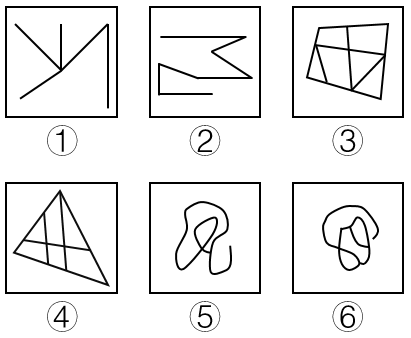 ① ② ③
④ ⑤ ⑥